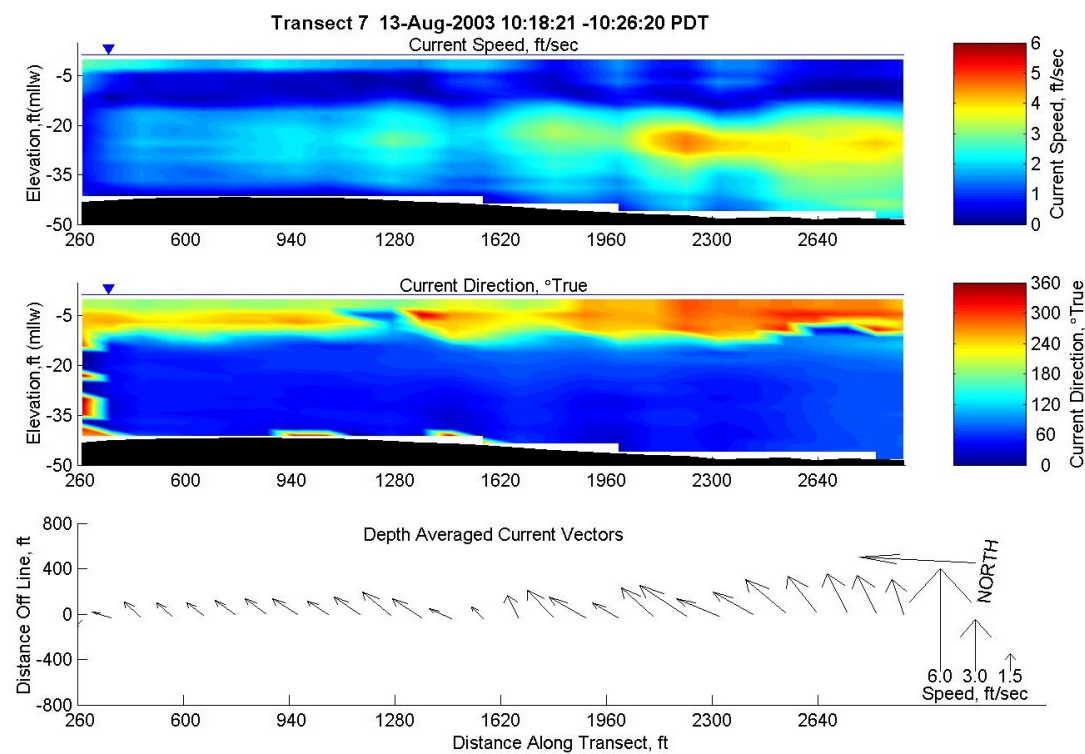 Transect 7 13-Aug-2003 10:18:21 -10:26:20 PDT
Current Speed, ft/sec
Elevation,ft(mllw)
-5
-20
-35
-50
260 600 940 1280 1620 1960 2300 2640
6
5
4
3
2
1
0
Current Speed, ft/sec
Current Direction, °True
Elevation,ft (mllw)
-5
-20
-35
-50
260 600 940 1280 1620 1960 2300 2640
360
300
240
180
120
60
0
Current Direction, °True
Depth Averaged Current Vectors
Distance Off Line, ft
800
400
0
-400
-800
NORTH
6.0 3.0 1.5
Speed, ft/sec
260 600 940 1280 1620 1960 2300 2640
Distance Along Transect, ft